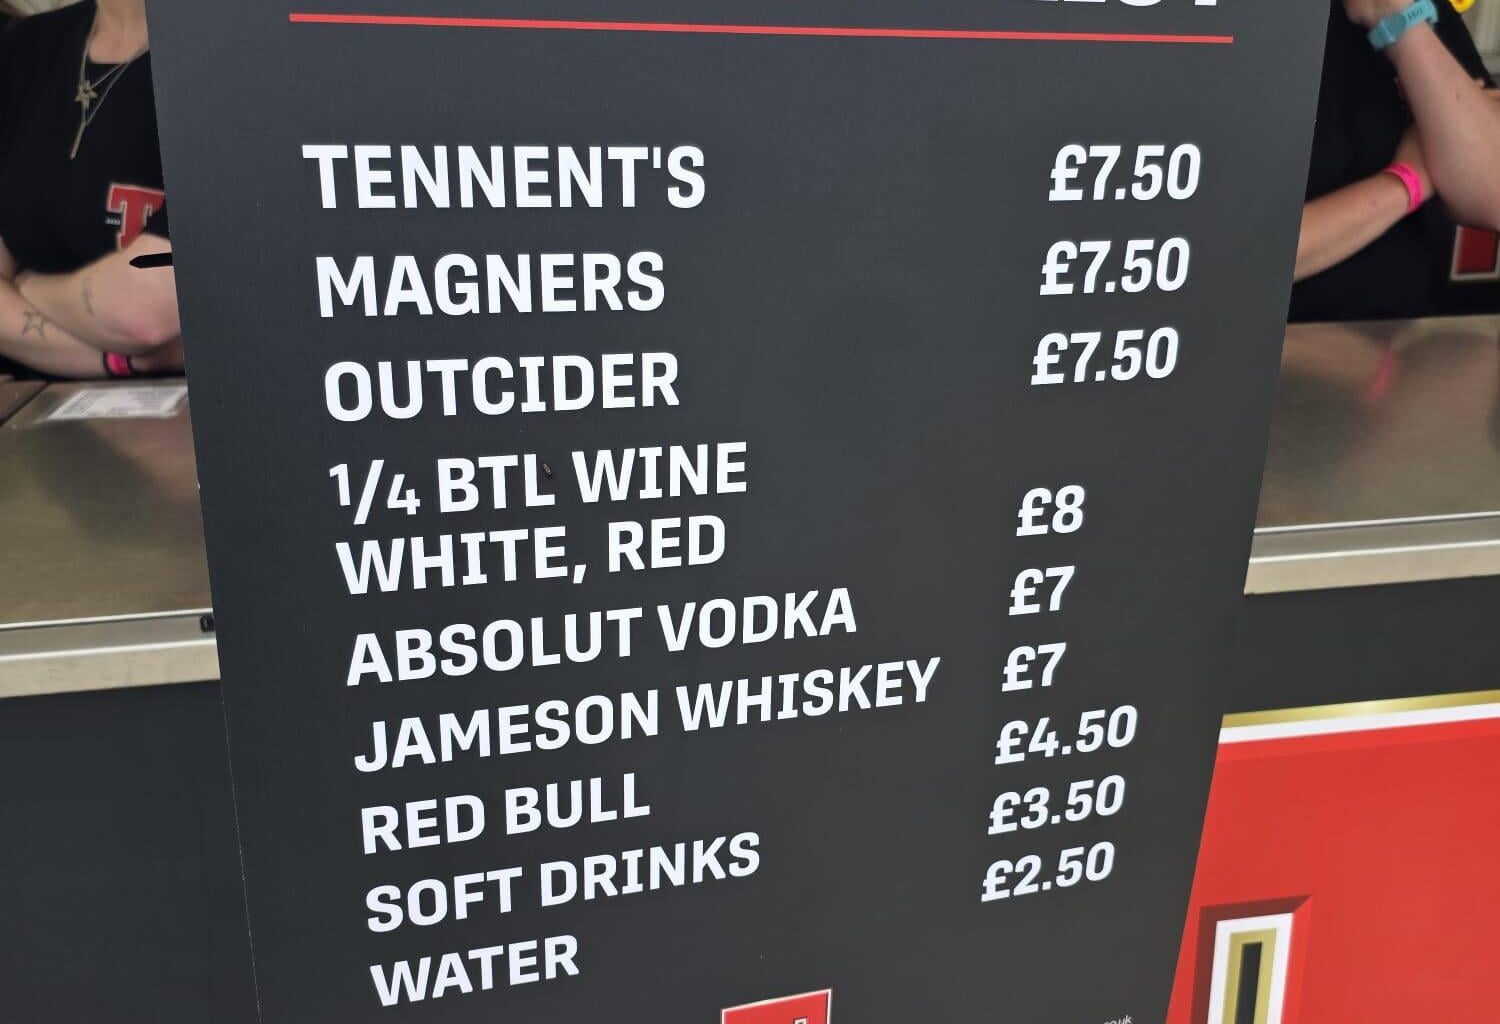 TENNENT'S £7.50
MAGNERS £7.50
OUTCIDER £7.50
1/4 BTL WINE
WHITE, RED £8
ABSOLUT VODKA £7
JAMESON WHISKEY £7
RED BULL £4.50
SOFT DRINKS £3.50
WATER £2.50